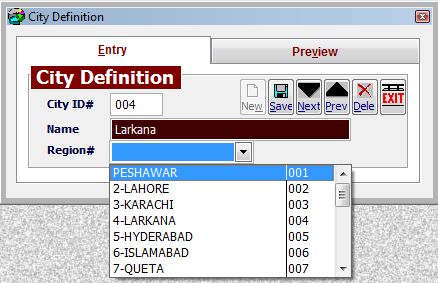 City Definition
Entry
Preview
City Definition
City ID# 004
New Save Next Prev Dele EXIT
Name Larkana
Region#
PESHAWAR 001
2-LAHORE 002
3-KARACHI 003
4-LARKANA 004
5-HYDERABAD 005
6-ISLAMABAD 006
7-QUETA 007